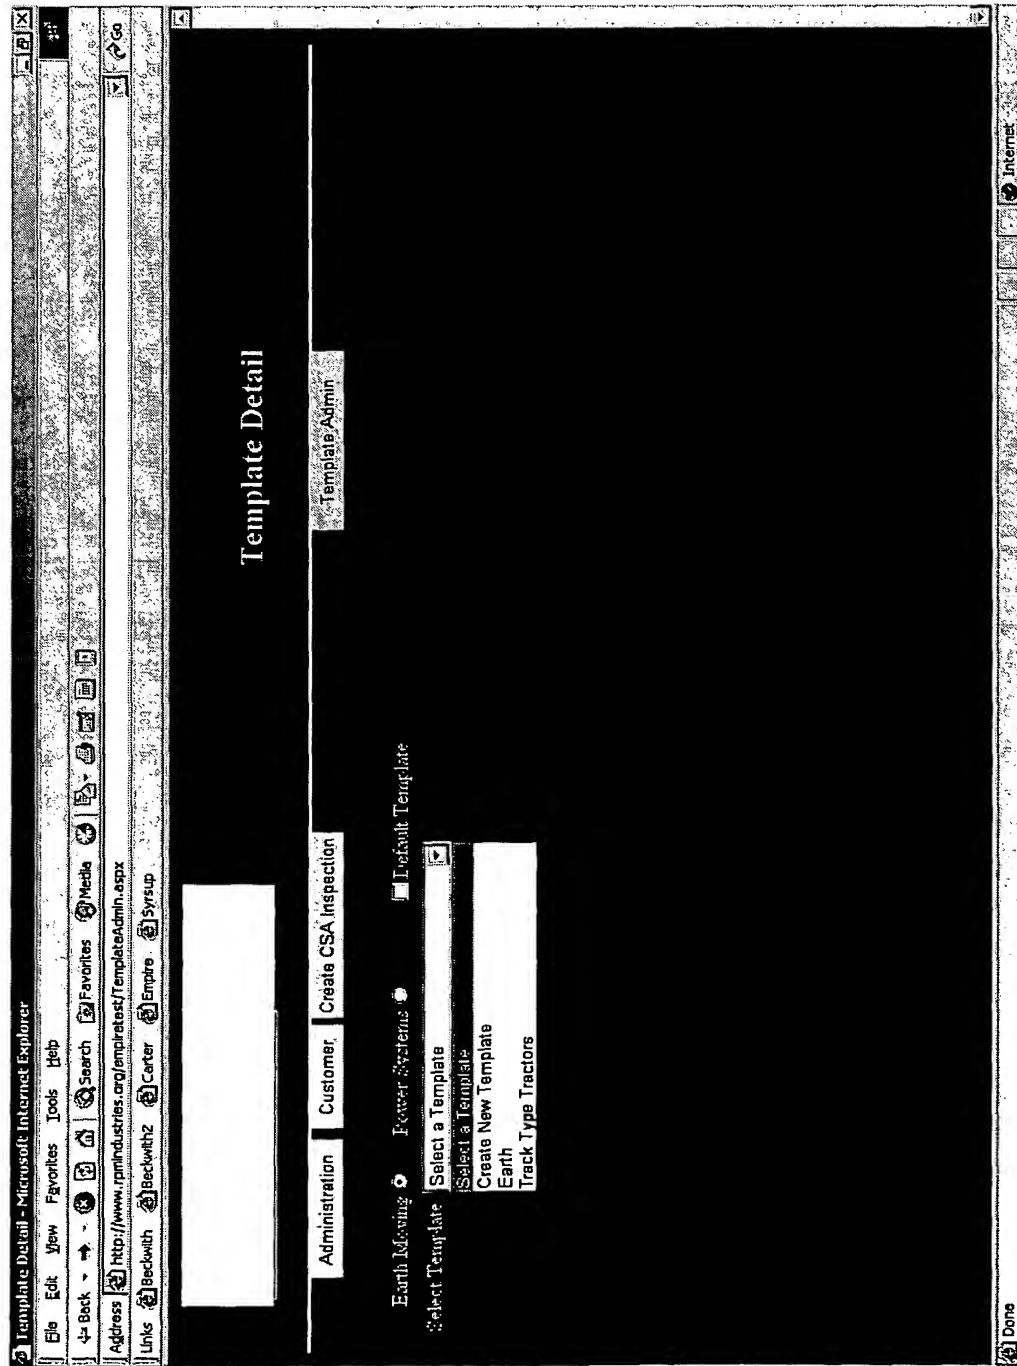 Template Detail - Microsoft Internet Explorer
File Edit View Favorites Tools Help
Back Search Favorites Media
Address http://www.rpmindustries.org/empiretest/TemplateAdmin.aspx Go
Links Beckwith Beckwith2 Carter Empire Syrsup
Template Detail
Administration Customer Create CSA Inspection Template Admin
Earth Moving Power Systems Default Template
Select Template Select a Template
Select a Template
Create New Template
Earth
Track Type Tractors
Done Internet